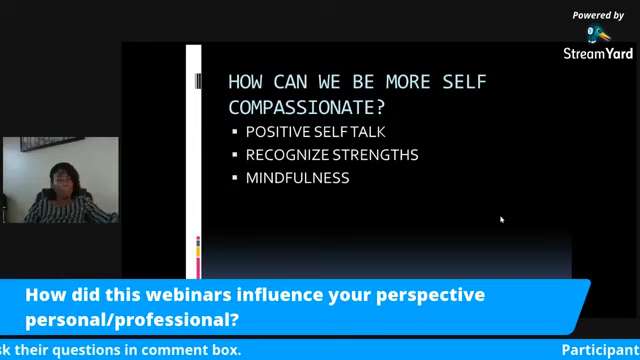 Powered by
StreamYard
HOW CAN WE BE MORE SELF
COMPASSIONATE?
▪ POSITIVE SELF TALK
▪ RECOGNIZE STRENGTHS
▪ MINDFULNESS
How did this webinars influence your perspective
personal/professional?
sk their questions in comment box. Participant